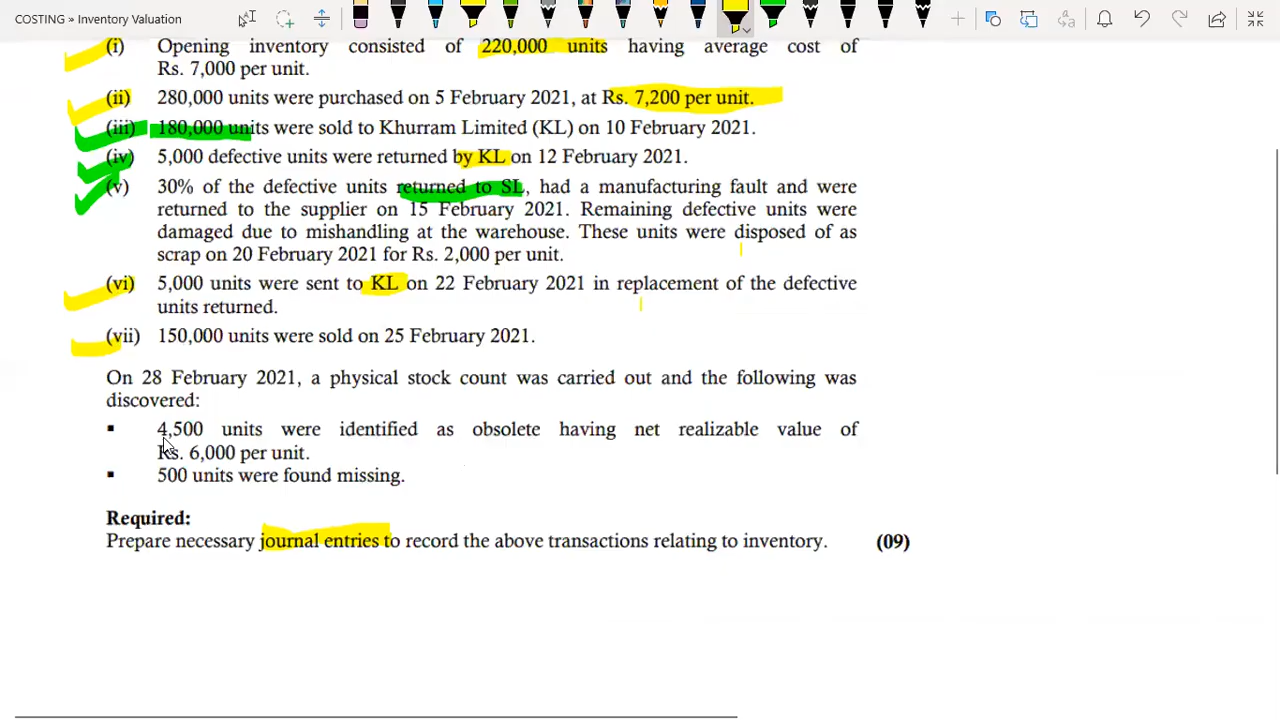 COSTING » Inventory Valuation
(i) Opening inventory consisted of 220,000 units having average cost of
Rs. 7,000 per unit.
(ii) 280,000 units were purchased on 5 February 2021, at Rs. 7,200 per unit.
(iii) 180,000 units were sold to Khurram Limited (KL) on 10 February 2021.
(iv) 5,000 defective units were returned by KL on 12 February 2021.
(v) 30% of the defective units returned to SL, had a manufacturing fault and were
returned to the supplier on 15 February 2021. Remaining defective units were
damaged due to mishandling at the warehouse. These units were disposed of as
scrap on 20 February 2021 for Rs. 2,000 per unit.
(vi) 5,000 units were sent to KL on 22 February 2021 in replacement of the defective
units returned.
(vii) 150,000 units were sold on 25 February 2021.
On 28 February 2021, a physical stock count was carried out and the following was
discovered:
▪ 4,500 units were identified as obsolete having net realizable value of
Rs. 6,000 per unit.
▪ 500 units were found missing.
Required:
Prepare necessary journal entries to record the above transactions relating to inventory. (09)